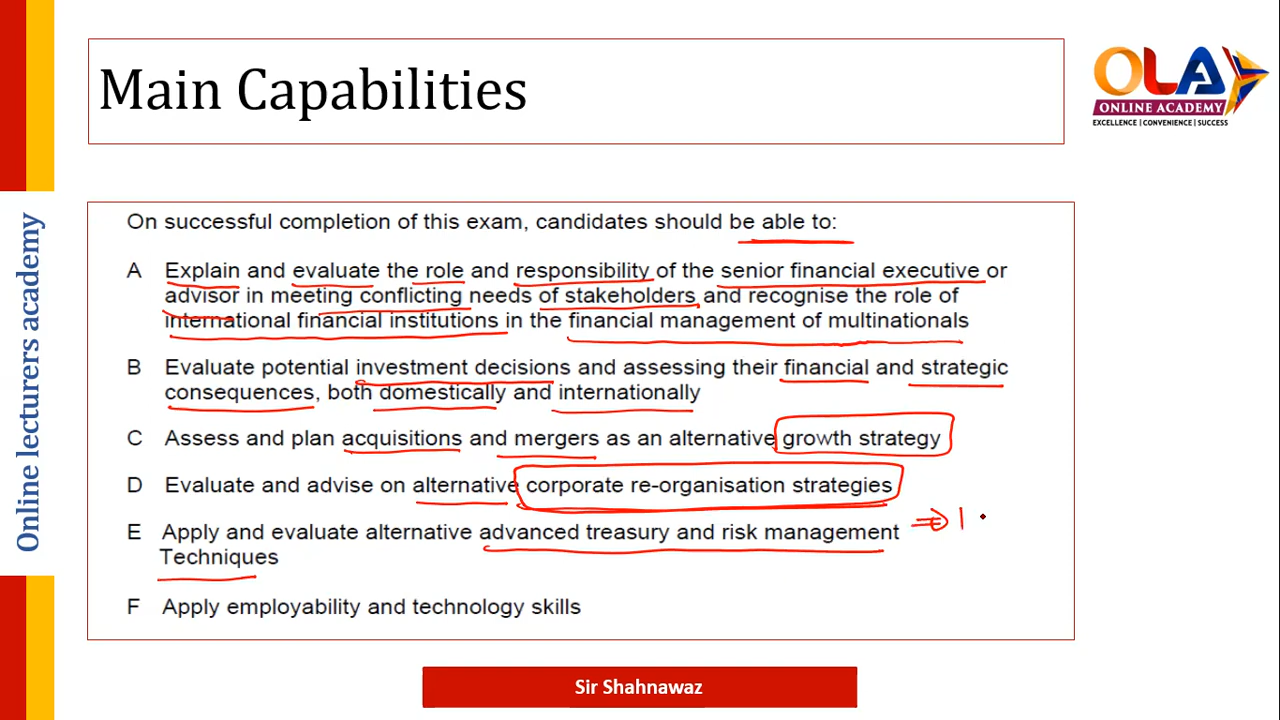 Main Capabilities
OLA
ONLINE ACADEMY
EXCELLENCE | CONVENIENCE | SUCCESS
Online lecturers academy
On successful completion of this exam, candidates should be able to:
A Explain and evaluate the role and responsibility of the senior financial executive or
advisor in meeting conflicting needs of stakeholders and recognise the role of
international financial institutions in the financial management of multinationals
B Evaluate potential investment decisions and assessing their financial and strategic
consequences, both domestically and internationally
C Assess and plan acquisitions and mergers as an alternative growth strategy
D Evaluate and advise on alternative corporate re-organisation strategies
E Apply and evaluate alternative advanced treasury and risk management
Techniques
F Apply employability and technology skills
Sir Shahnawaz